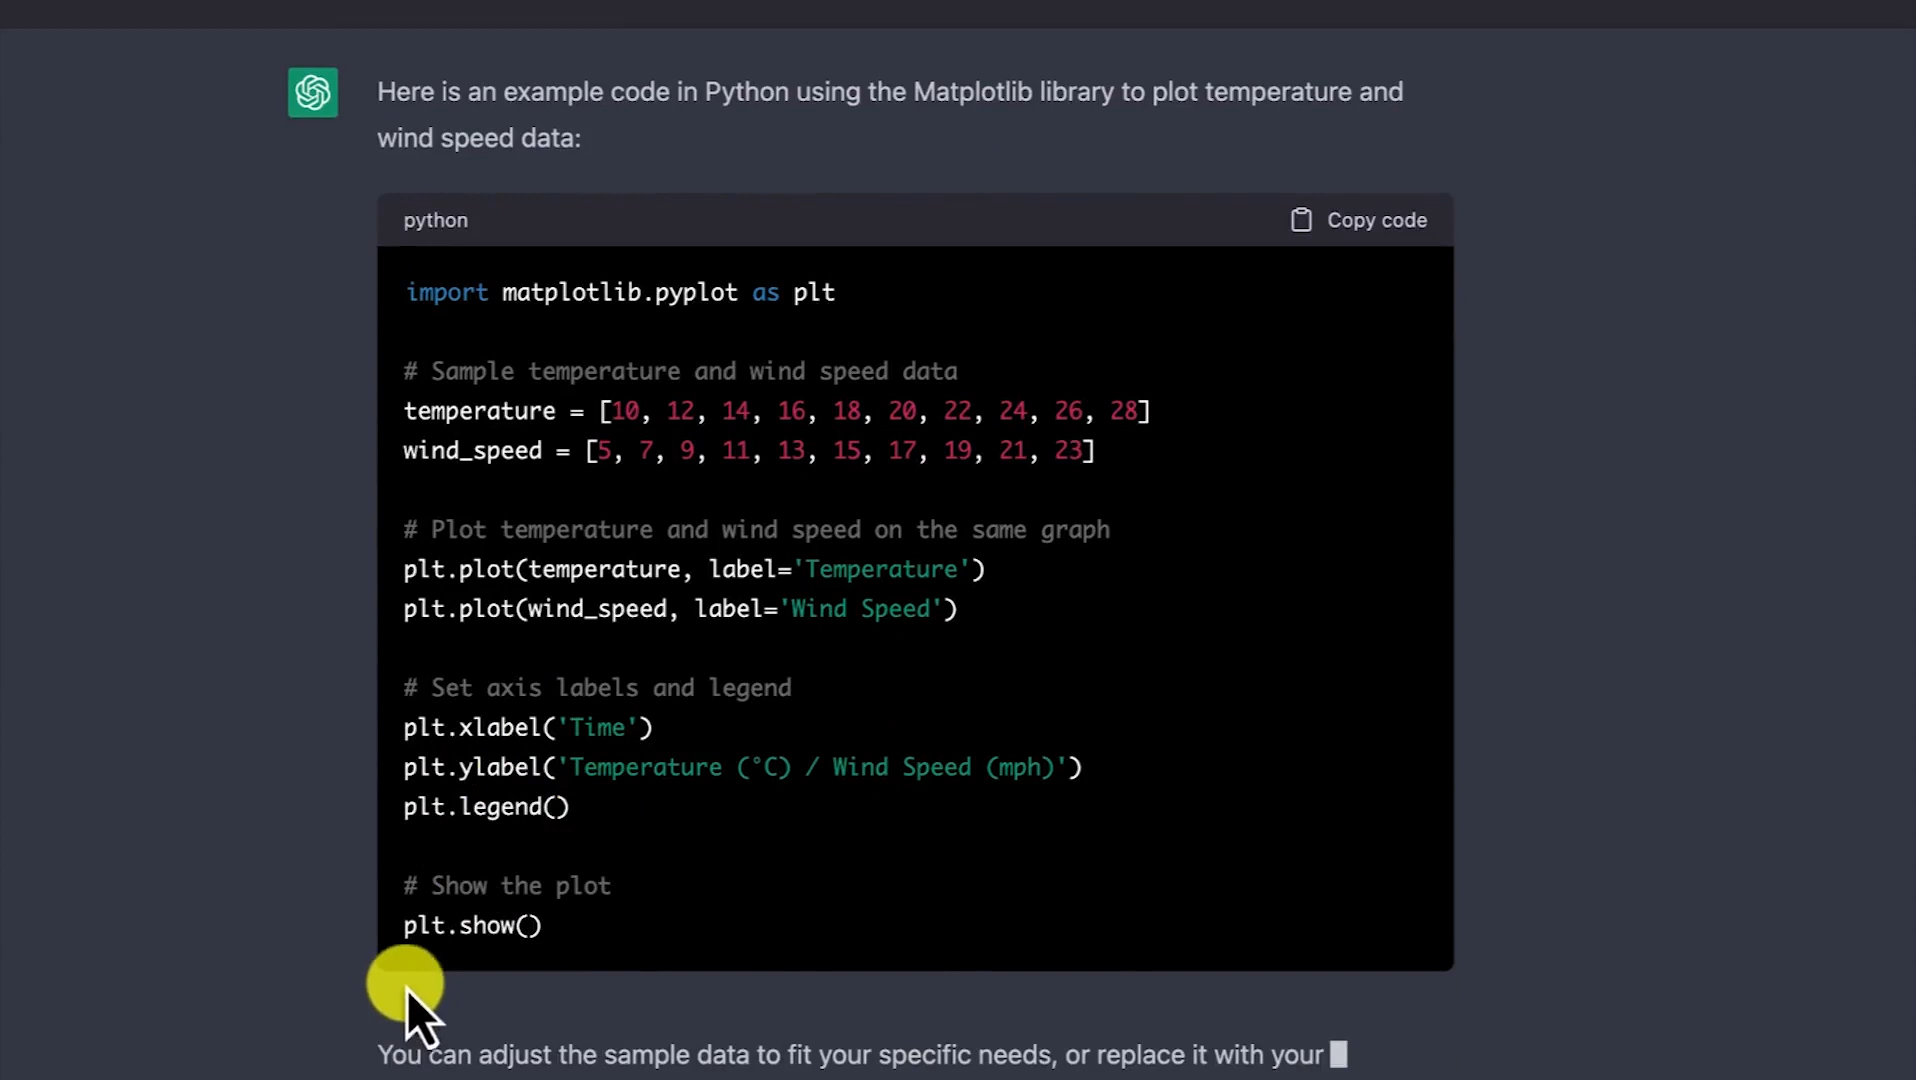 Here is an example code in Python using the Matplotlib library to plot temperature and
wind speed data:
python
Copy code
import matplotlib.pyplot as plt
# Sample temperature and wind speed data
temperature = [10, 12, 14, 16, 18, 20, 22, 24, 26, 28]
wind_speed = [5, 7, 9, 11, 13, 15, 17, 19, 21, 23]
# Plot temperature and wind speed on the same graph
plt.plot(temperature, label='Temperature')
plt.plot(wind_speed, label='Wind Speed')
# Set axis labels and legend
plt.xlabel('Time')
plt.ylabel('Temperature (°C) / Wind Speed (mph)')
plt.legend()
# Show the plot
plt.show()
You can adjust the sample data to fit your specific needs, or replace it with your